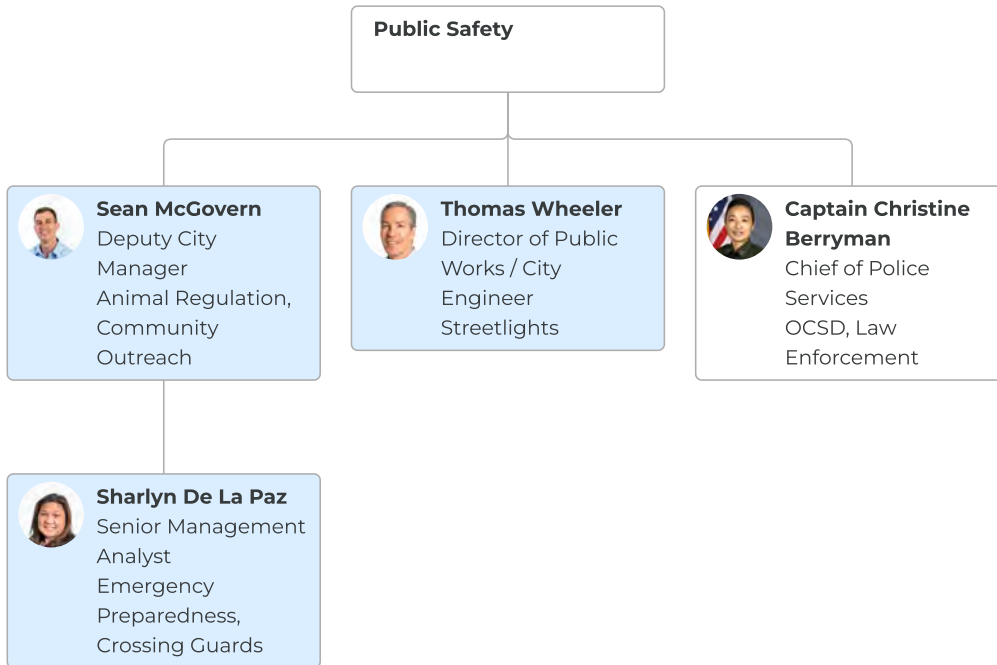 Public Safety
Sean McGovern
Deputy City
Manager
Animal Regulation,
Community
Outreach
Thomas Wheeler
Director of Public
Works / City
Engineer
Streetlights
Captain Christine
Berryman
Chief of Police
Services
OCSD, Law
Enforcement
Sharlyn De La Paz
Senior Management
Analyst
Emergency
Preparedness,
Crossing Guards